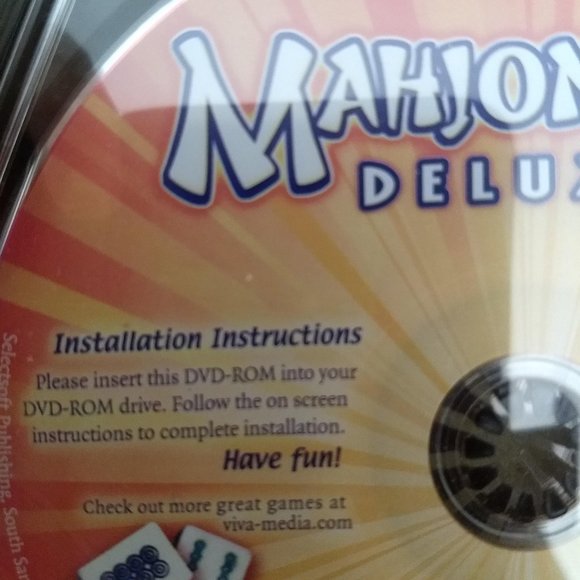 MAHJON
DELUX
Installation Instructions
Please insert this DVD-ROM into your
DVD-ROM drive. Follow the on screen
instructions to complete installation.
Have fun!
Check out more great games at
viva-media.com
Selectsoft Publishing, South San